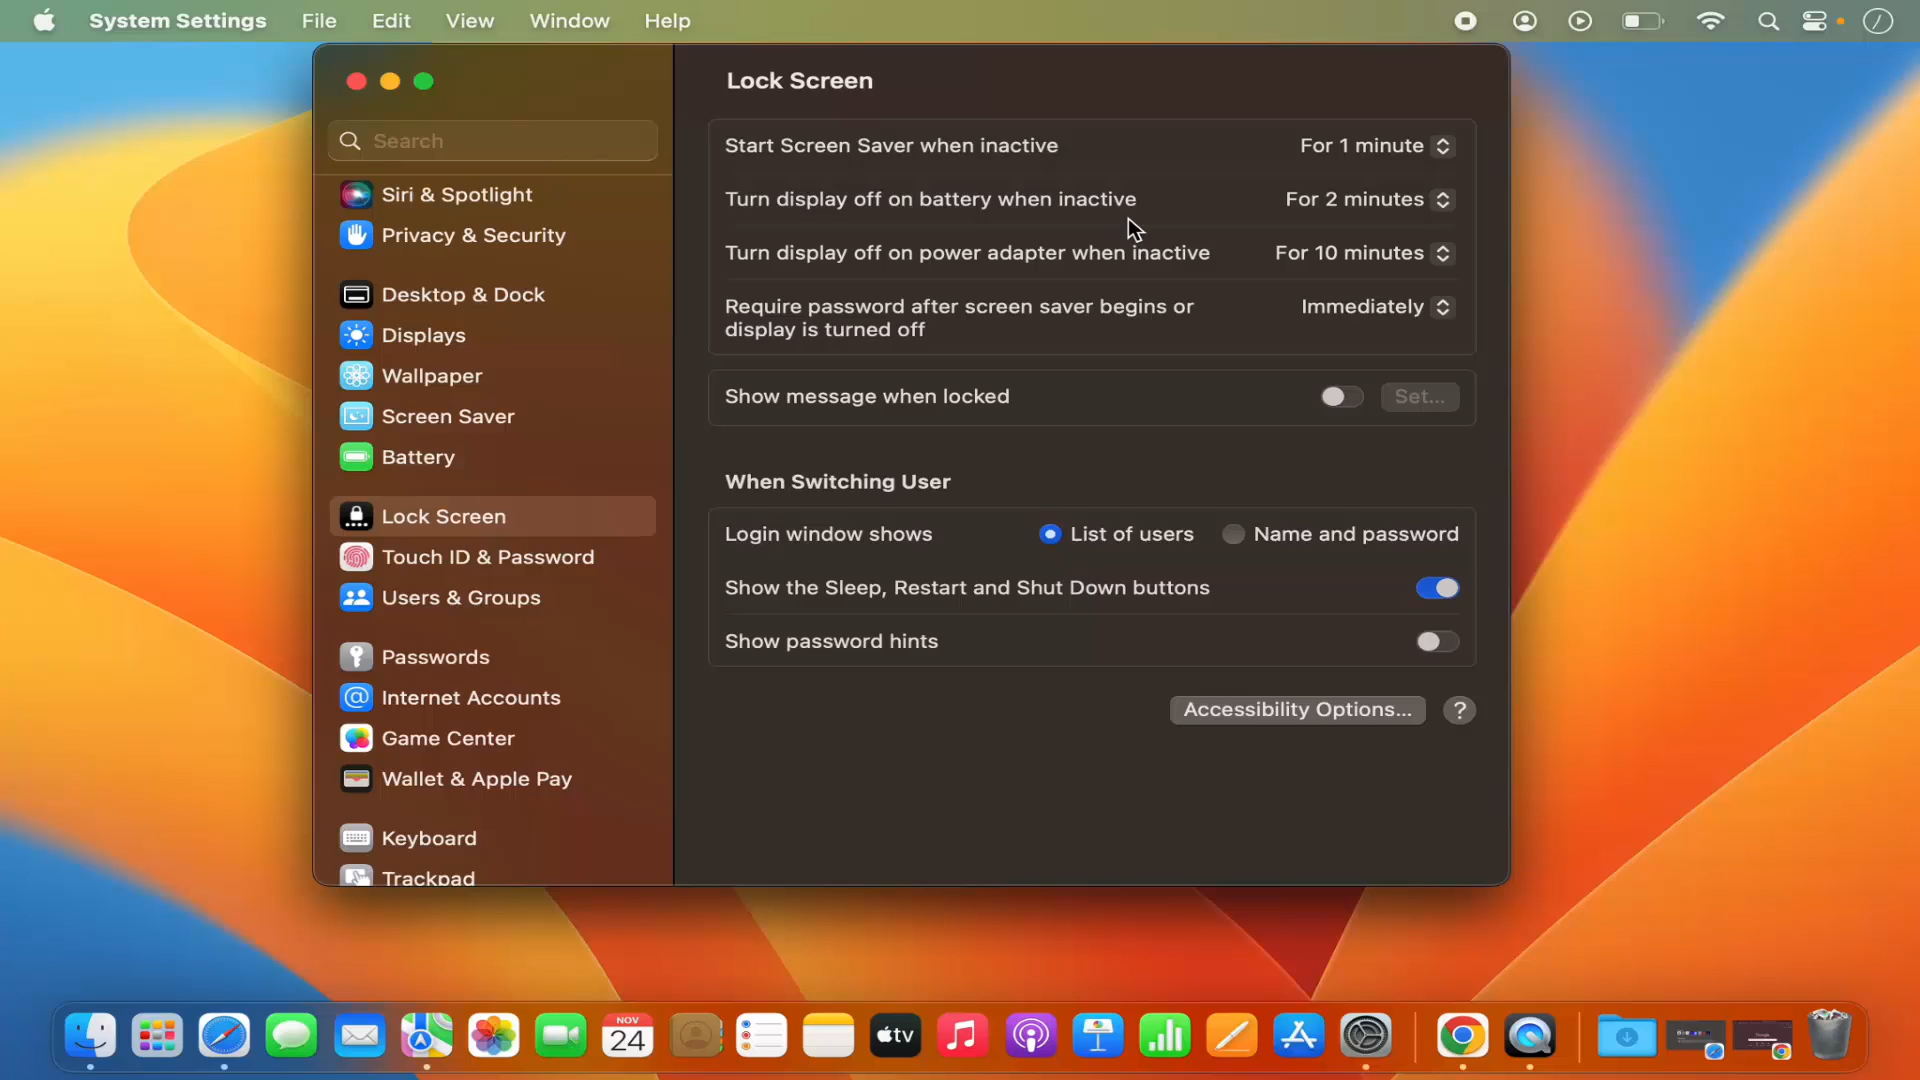 System Settings File Edit View Window Help
Lock Screen
Search
Siri & Spotlight
Privacy & Security
Desktop & Dock
Displays
Wallpaper
Screen Saver
Battery
Lock Screen
Touch ID & Password
Users & Groups
Passwords
Internet Accounts
Game Center
Wallet & Apple Pay
Keyboard
Trackpad
Start Screen Saver when inactive For 1 minute
Turn display off on battery when inactive For 2 minutes
Turn display off on power adapter when inactive For 10 minutes
Require password after screen saver begins or Immediately
display is turned off
Show message when locked Set...
When Switching User
Login window shows List of users Name and password
Show the Sleep, Restart and Shut Down buttons
Show password hints
Accessibility Options... ?
NOV
24
tv